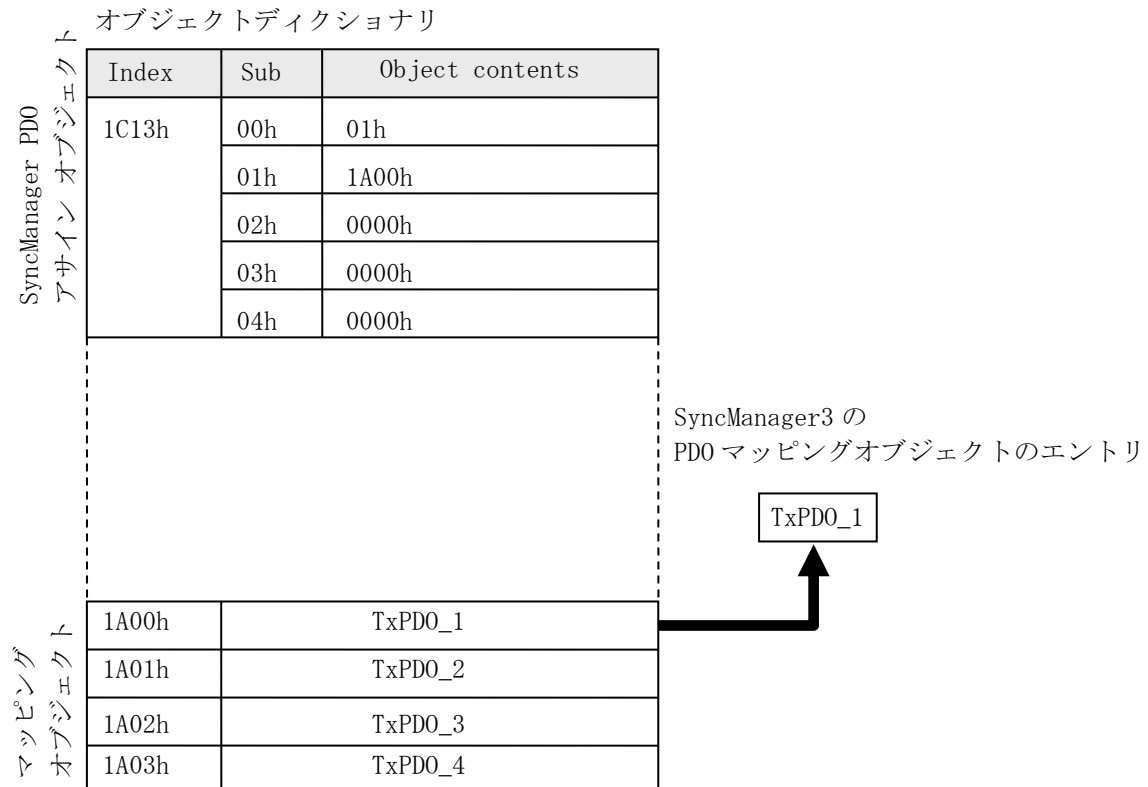 オブジェクトディクショナリ
SyncManager PDO
アサイン オブジェクト
Index Sub Object contents
1C13h 00h 01h
01h 1A00h
02h 0000h
03h 0000h
04h 0000h
SyncManager3 の
PDO マッピングオブジェクトのエントリ
TxPDO_1
マッピング
オブジェクト
1A00h TxPDO_1
1A01h TxPDO_2
1A02h TxPDO_3
1A03h TxPDO_4